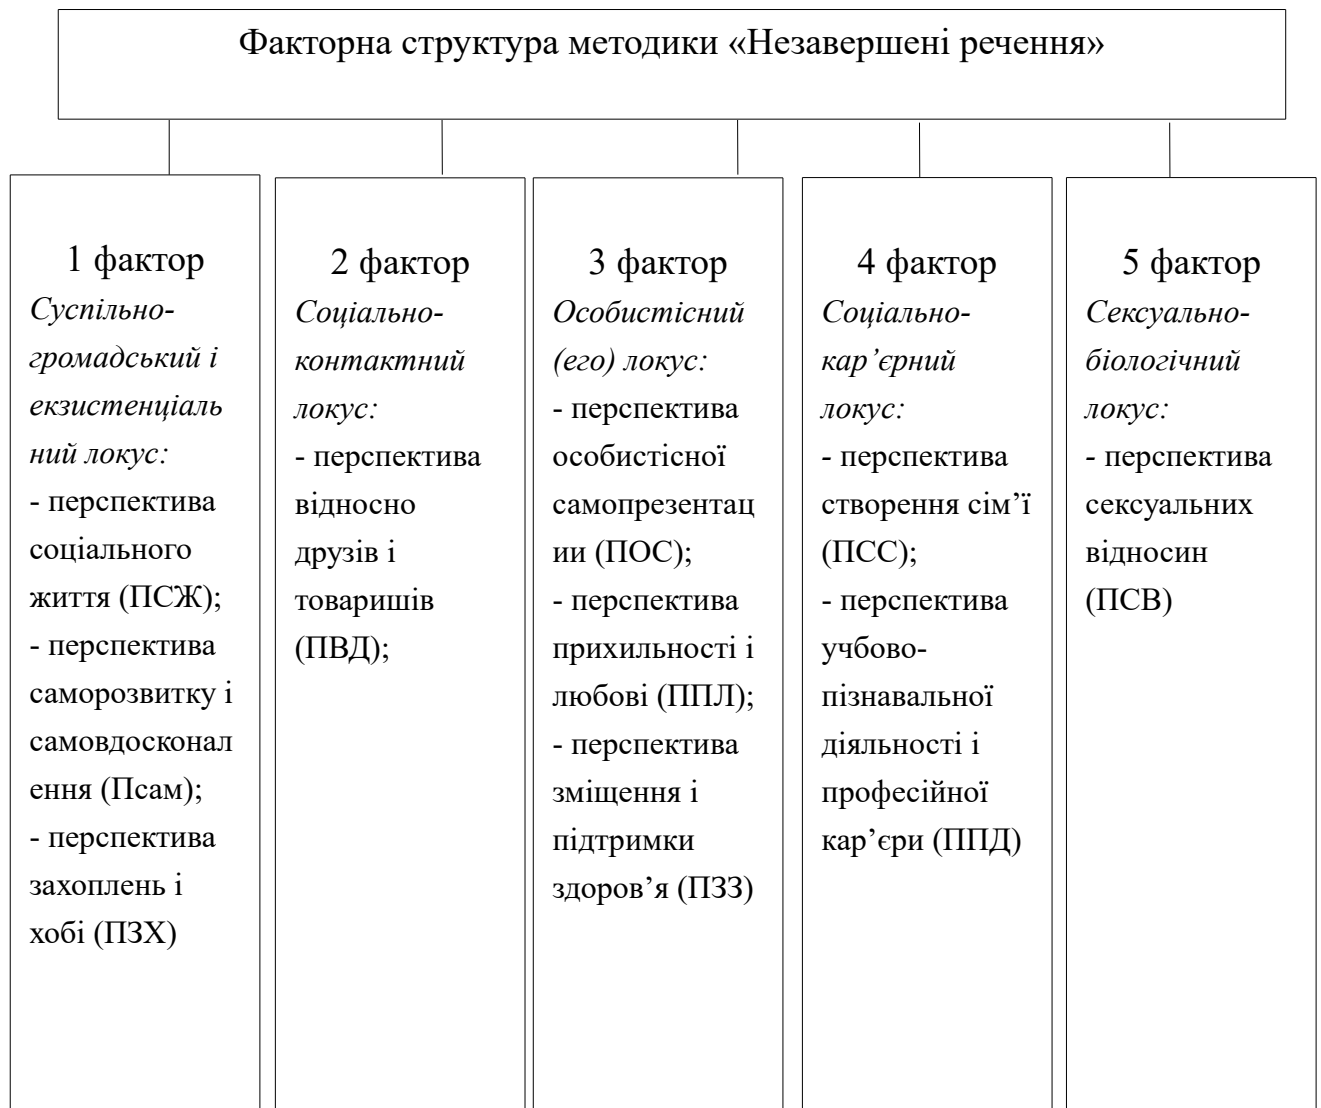 Факторна структура методики «Незавершені речення»
1 фактор
Суспільно-
громадський і
екзистенціаль
ний локус:
- перспектива
соціального
життя (ПСЖ);
- перспектива
саморозвитку і
самовдосконал
ення (Псам);
- перспектива
захоплень і
хобі (ПЗХ)
2 фактор
Соціально-
контактний
локус:
- перспектива
відносно
друзів і
товаришів
(ПВД);
3 фактор
Особистісний
(его) локус:
- перспектива
особистісної
самопрезентац
ии (ПОС);
- перспектива
прихильності і
любові (ППЛ);
- перспектива
зміщення і
підтримки
здоров’я (ПЗЗ)
4 фактор
Соціально-
кар’єрний
локус:
- перспектива
створення сім’ї
(ПСС);
- перспектива
учбово-
пізнавальної
діяльності і
професійної
кар’єри (ППД)
5 фактор
Сексуально-
біологічний
локус:
- перспектива
сексуальних
відносин
(ПСВ)